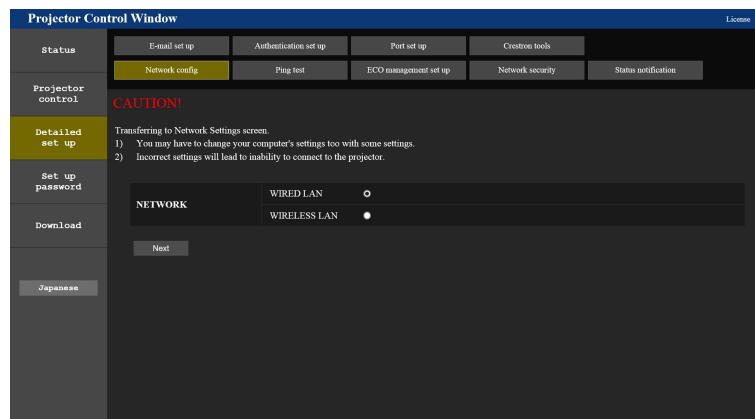 Projector Control Window
License
Status
E-mail set up
Authentication set up
Port set up
Crestron tools
Network config
Ping test
ECO management set up
Network security
Status notification
Projector
control
Detailed
set up
Set up
password
Download
Japanese
CAUTION!
Transferring to Network Settings screen.
1) You may have to change your computer's settings too with some settings.
2) Incorrect settings will lead to inability to connect to the projector.
NETWORK
WIRED LAN
WIRELESS LAN
Next